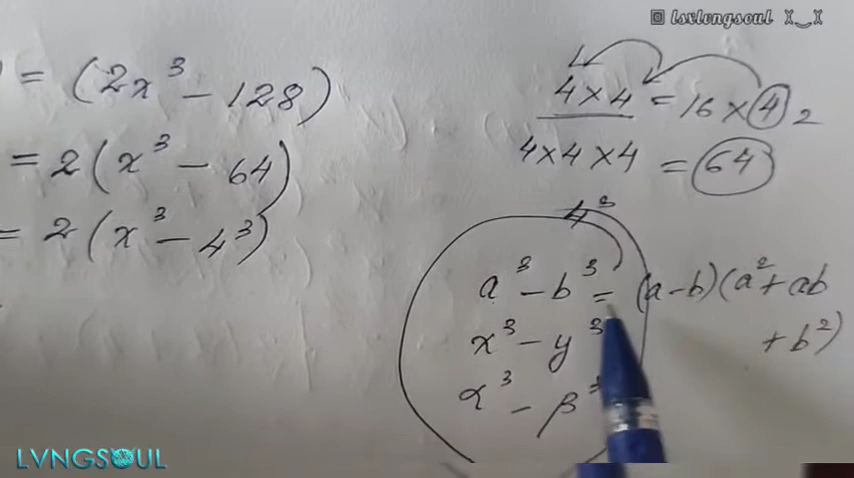 lsxlvngsoul
= (2x³ - 128)
= 2(x³ - 64)
= 2(x³ - 4³)
4×4 = 16×4
4×4×4 = 64
4³
a³ - b³ = (a-b)(a² + ab
+ b²)
x³ - y³
α³ - β³
LVNGSOUL